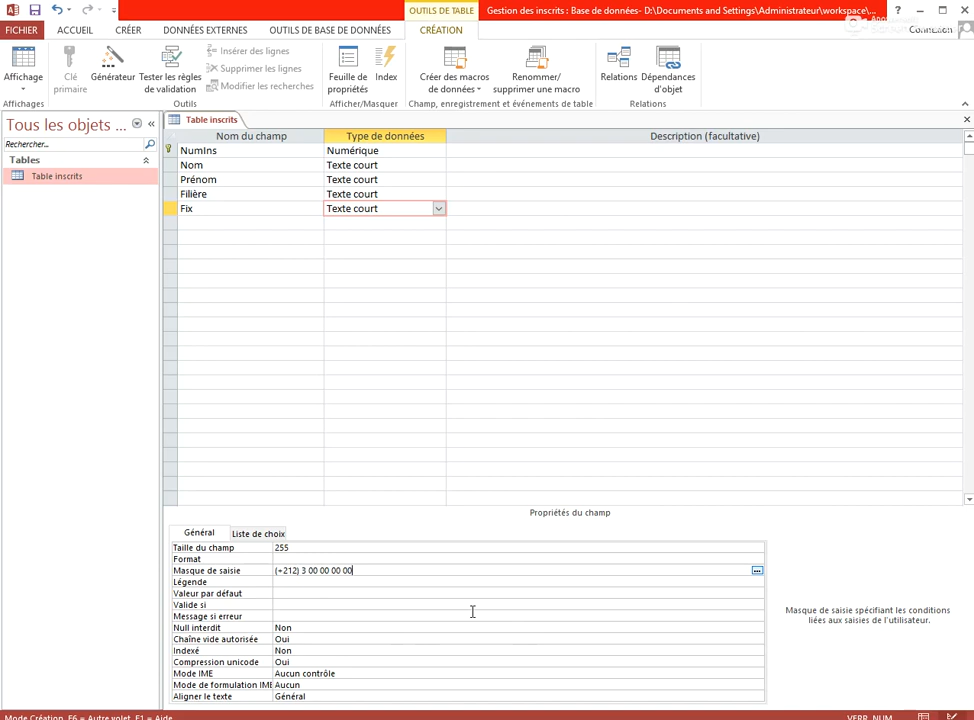 OUTILS DE TABLE
Gestion des inscrits : Base de données- D:\Documents and Settings\Administrateur\workspace\...
FICHIER
ACCUEIL
CRÉER
DONNÉES EXTERNES
OUTILS DE BASE DE DONNÉES
CRÉATION
Connexion
Affichage
Clé primaire
Générateur
Tester les règles de validation
Insérer des lignes
Supprimer les lignes
Modifier les recherches
Feuille de propriétés
Index
Créer des macros de données
Renommer/ supprimer une macro
Relations
Dépendances d'objet
Affichages
Outils
Afficher/Masquer
Champ, enregistrement et événements de table
Relations
Tous les objets ...
Rechercher...
Tables
Table inscrits
Table inscrits
Nom du champ
Type de données
Description (facultative)
NumIns Numérique
Nom Texte court
Prénom Texte court
Filière Texte court
Fix Texte court
Propriétés du champ
Général
Liste de choix
Taille du champ 255
Format
Masque de saisie (+212) 3 00 00 00 00
Légende
Valeur par défaut
Valide si
Message si erreur
Null interdit Non
Chaîne vide autorisée Oui
Indexé Non
Compression unicode Oui
Mode IME Aucun contrôle
Mode de formulation IME Aucun
Aligner le texte Général
Masque de saisie spécifiant les conditions
liées aux saisies de l'utilisateur.
Mode Création. F6 = Autre volet. F1 = Aide
VERR. NUM.